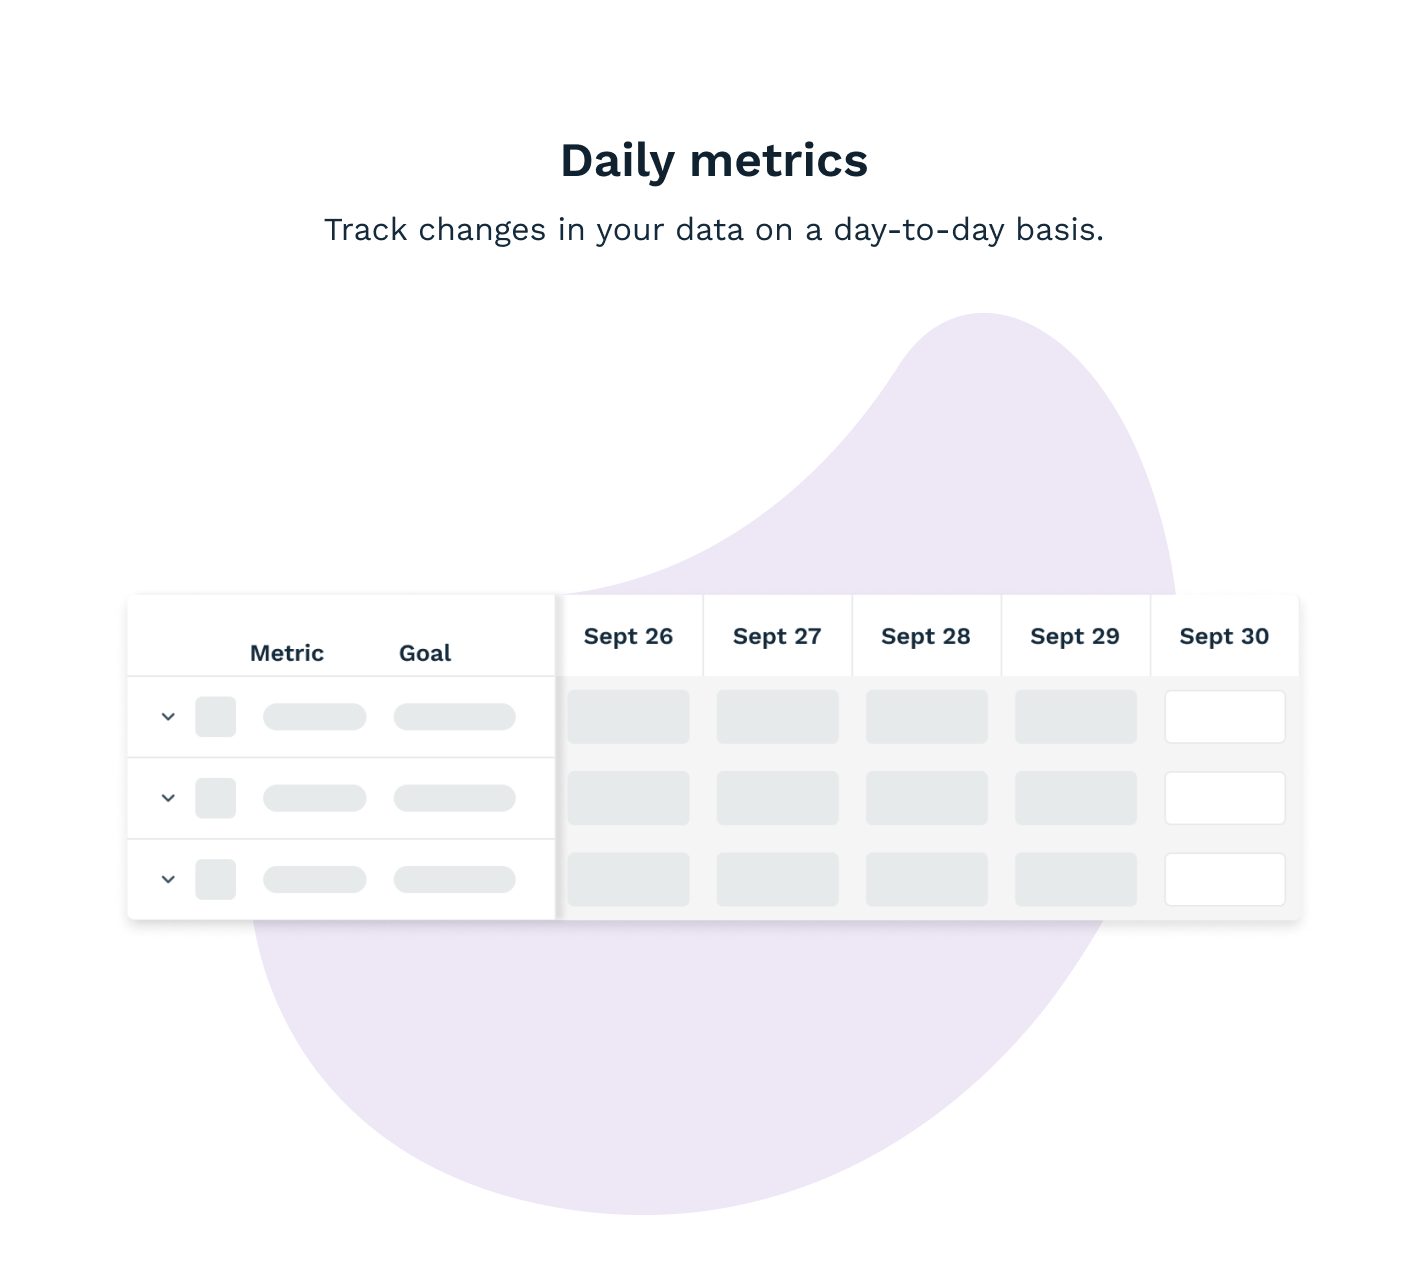 Daily metrics
Track changes in your data on a day-to-day basis.
Metric Goal Sept 26 Sept 27 Sept 28 Sept 29 Sept 30